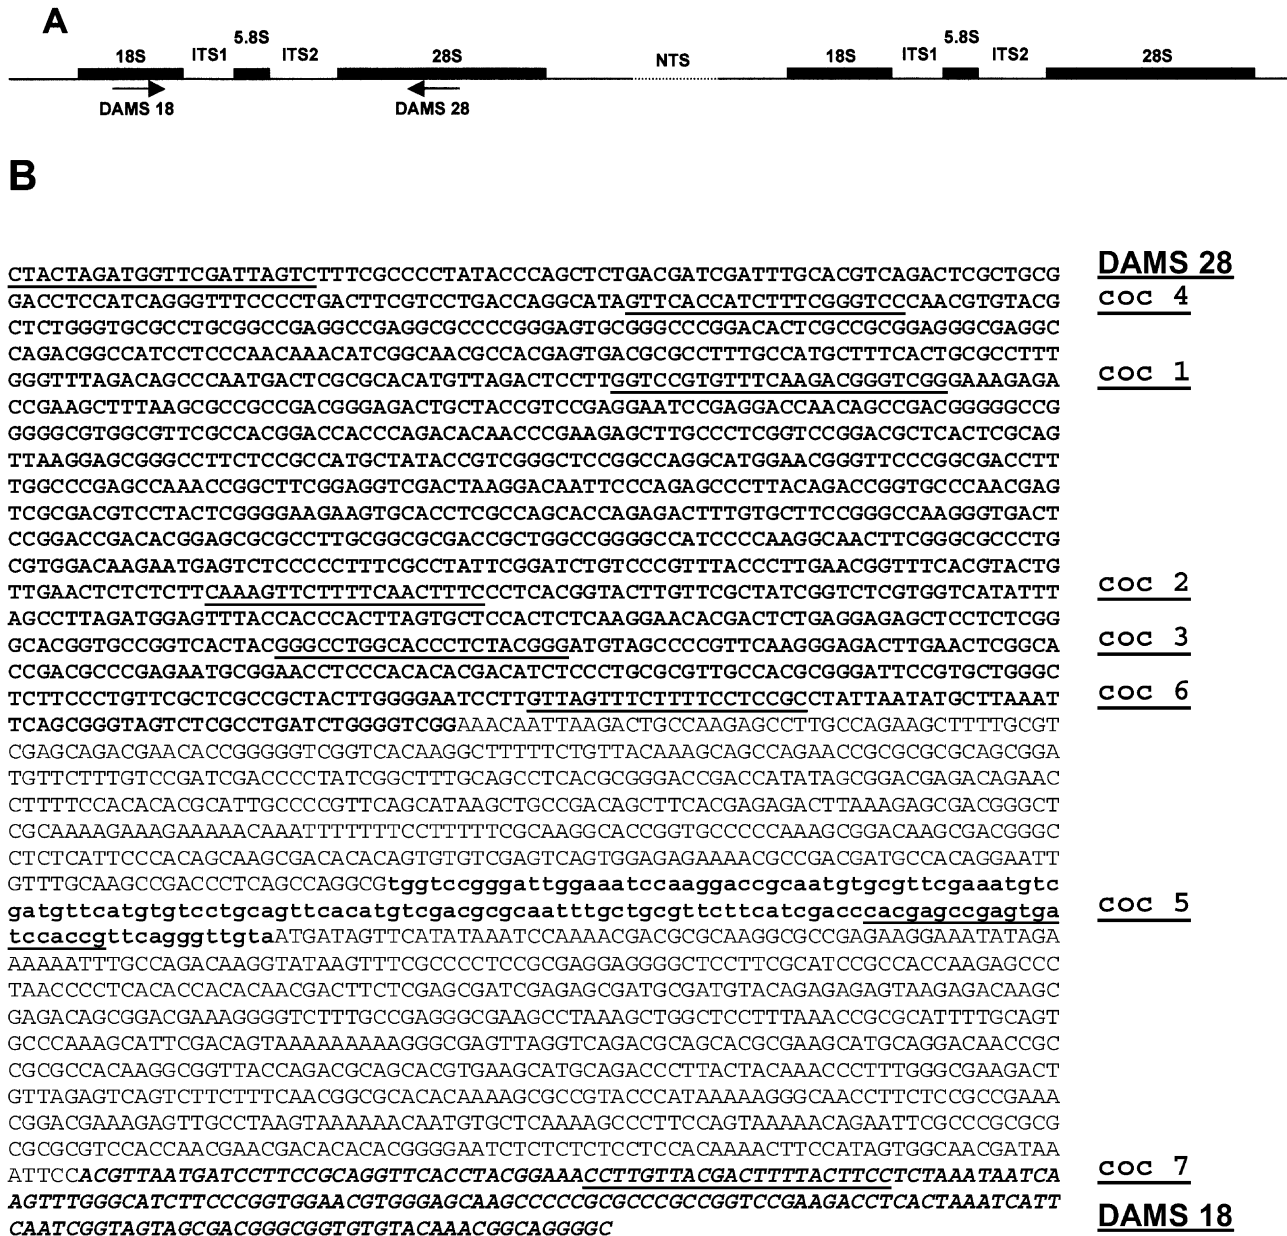 A
18S ITS1 5.8S ITS2 28S NTS 18S ITS1 5.8S ITS2 28S
DAMS 18 DAMS 28
B
CTACTAGATGGTTCGATTAGTCTTTCGCCCCTATACCCAGCTCTGACGATCGATTTGCACGTCAGACTCGCTGCG DAMS 28
GACCTCCATCAGGGTTTCCCCTGACTTCGTCCTGACCAGGCATAGTTCACCATCTTTCGGGTCCCAACGTGTACG coc 4
CTCTGGGTGCGCCTGCGGCCGAGGCCGAGGCGCCCCGGGAGTGCGGGCCCGGACACTCGCCGCGGAGGGCGAGGC
CAGACGGCCATCCTCCCAACAAACATCGGCAACGCCACGAGTGACGCGCCTTTGCCATGCTTTCACTGCGCCTTT
GGGTTTAGACAGCCCAATGACTCGCGCACATGTTAGACTCCTTGGTCCGTGTTTCAAGACGGGTCGGGAAAGAGA coc 1
CCGAAGCTTTAAGCGCCGCCGACGGGAGACTGCTACCGTCCGAGGAATCCGAGGACCAACAGCCGACGGGGGCCG
GGGGCGTGGCGTTCGCCACGGACCACCCAGACACAACCCGAAGAGCTTGCCCTCGGTCCGGACGCTCACTCGCAG
TTAAGGAGCGGGCCTTCTCCGCCATGCTATACCGTCGGGCTCCGGCCAGGCATGGAACGGGTTCCCGGCGACCTT
TGGCCCGAGCCAAACCGGCTTCGGAGGTCGACTAAGGACAATTCCCAGAGCCCTTACAGACCGGTGCCCAACGAG
TCGCGACGTCCTACTCGGGGAAGAAGTGCACCTCGCCAGCACCAGAGACTTTGTGCTTCCGGGCCAAGGGTGACT
CCGGACCGACACGGAGCGCGCCTTGCGGCGCGACCGCTGGCCGGGGCCATCCCCAAGGCAACTTCGGGCGCCCTG
CGTGGACAAGAATGAGTCTCCCCCTTTCGCCTATTCGGATCTGTCCCGTTTACCCTTGAACGGTTTCACGTACTG
TTGAACTCTCTCTTCAAAGTTCTTTTCAACTTTCCCTCACGGTACTTGTTCGCTATCGGTCTCGTGGTCATATTT coc 2
AGCCTTAGATGGAGTTTACCACCCACTTAGTGCTCCACTCTCAAGGAACACGACTCTGAGGAGAGCTCCTCTCGG
GCACGGTGCCGGTCACTACGGGCCTGGCACCCTCTACGGGATGTAGCCCCGTTCAAGGGAGACTTGAACTCGGCA coc 3
CCGACGCCCGAGAATGCGGAACCTCCCACACACGACATCTCCCTGCGCGTTGCCACGCGGGATTCCGTGCTGGGC
TCTTCCCTGTTCGCTCGCCGCTACTTGGGGAATCCTTGTTAGTTTCTTTTCCTCCGCCTATTAATATGCTTAAAT coc 6
TCAGCGGGTAGTCTCGCCTGATCTGGGGTCGGAAACAATTAAGACTGCCAAGAGCCTTGCCAGAAGCTTTTGCGT
CGAGCAGACGAACACCGGGGGTCGGTCACAAGGCTTTTTCTGTTACAAAGCAGCCAGAACCGCGCGCGCAGCGGA
TGTTCTTTGTCCGATCGACCCCTATCGGCTTTGCAGCCTCACGCGGGACCGACCATATAGCGGACGAGACAGAAC
CTTTTCCACACACGCATTGCCCCGTTCAGCATAAGCTGCCGACAGCTTCACGAGAGACTTAAAGAGCGACGGGCT
CGCAAAAGAAAGAAAAACAAATTTTTTTCCTTTTTCGCAAGGCACCGGTGCCCCCAAAGCGGACAAGCGACGGGC
CTCTCATTCCCACAGCAAGCGACACACAGTGTGTCGAGTCAGTGGAGAGAAAACGCCGACGATGCCACAGGAATT
GTTTGCAAGCCGACCCTCAGCCAGGCGtggtccgggattggaaatccaaggaccgcaatgtgcgttcgaaatgtc
gatgttcatgtgtcctgcagttcacatgtcgacgcgcaatttgctgcgttcttcatcgacccacgagccgagtga coc 5
tccaccgttcagggttgtaATGATAGTTCATATAAATCCAAAACGACGCGCAAGGCGCCGAGAAGGAAATATAGA
AAAAATTTGCCAGACAAGGTATAAGTTTCGCCCCTCCGCGAGGAGGGGCTCCTTCGCATCCGCCACCAAGAGCCC
TAACCCCTCACACCACACAACGACTTCTCGAGCGATCGAGAGCGATGCGATGTACAGAGAGAGTAAGAGACAAGC
GAGACAGCGGACGAAAGGGGTCTTTGCCGAGGGCGAAGCCTAAAGCTGGCTCCTTTAAACCGCGCATTTTGCAGT
GCCCAAAGCATTCGACAGTAAAAAAAAAGGGCGAGTTAGGTCAGACGCAGCACGCGAAGCATGCAGGACAACCGC
CGCGCCACAAGGCGGTTACCAGACGCAGCACGTGAAGCATGCAGACCCTTACTACAAACCCTTTGGGCGAAGACT
GTTAGAGTCAGTCTTCTTTCAACGGCGCACACAAAAGCGCCGTACCCATAAAAAGGGCAACCTTCTCCGCCGAAA
CGGACGAAAGAGTTGCCTAAGTAAAAAACAATGTGCTCAAAAGCCCTTCCAGTAAAAACAGAATTCGCCCGCGCG
CGCGCGTCCACCAACGAACGACACACACGGGGAATCTCTCTCTCCTCCACAAAACTTCCATAGTGGCAACGATAA
ATTCCACGTTAATGATCCTTCCGCAGGTTCACCTACGGAAACCTTGTTACGACTTTTACTTCCTCTAAATAATCA coc 7
AGTTTGGGCATCTTCCCGGTGGAACGTGGGAGCAAGCCCCCGCGCCCGCCGGTCCGAAGACCTCACTAAATCATT
CAATCGGTAGTAGCGACGGGCGGTGTGTACAAACGGCAGGGGC DAMS 18